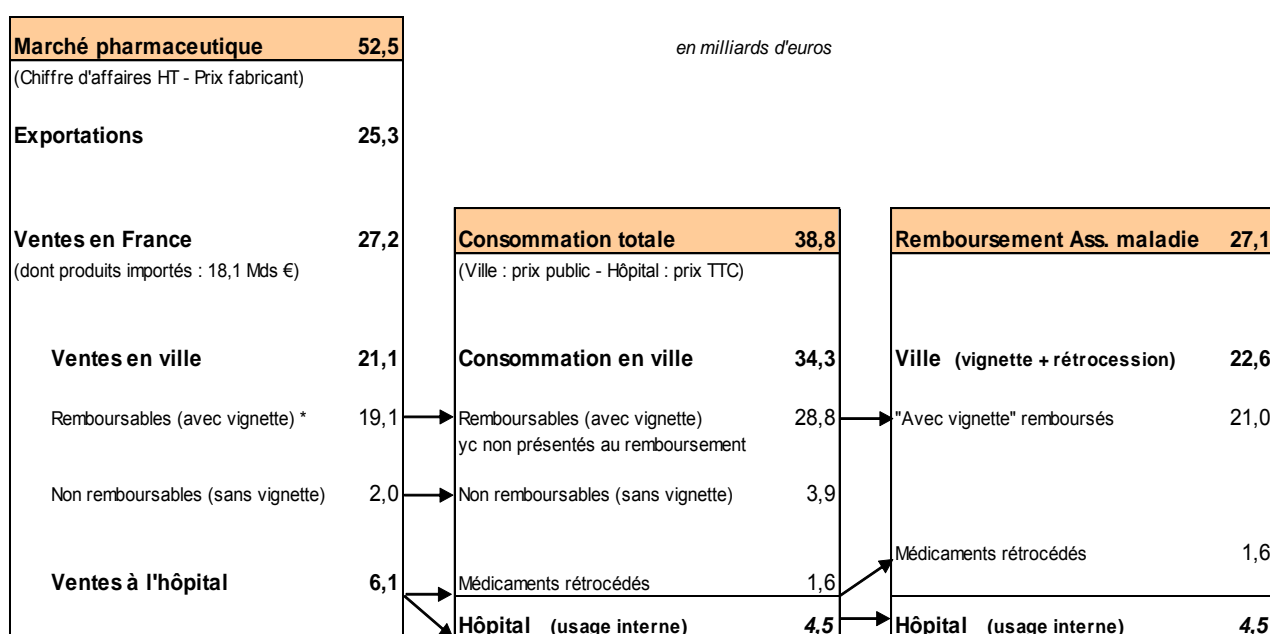 Marché pharmaceutique 52,5
en milliards d'euros
(Chiffre d'affaires HT - Prix fabricant)
Exportations 25,3
Ventes en France 27,2
(dont produits importés : 18,1 Mds €)
Ventes en ville 21,1
Remboursables (avec vignette) * 19,1
Non remboursables (sans vignette) 2,0
Ventes à l'hôpital 6,1
Consommation totale 38,8
(Ville : prix public - Hôpital : prix TTC)
Consommation en ville 34,3
Remboursables (avec vignette) 28,8
yc non présentés au remboursement
Non remboursables (sans vignette) 3,9
Médicaments rétrocédés 1,6
Hôpital (usage interne) 4,5
Remboursement Ass. maladie 27,1
Ville (vignette + rétrocession) 22,6
"Avec vignette" remboursés 21,0
Médicaments rétrocédés 1,6
Hôpital (usage interne) 4,5